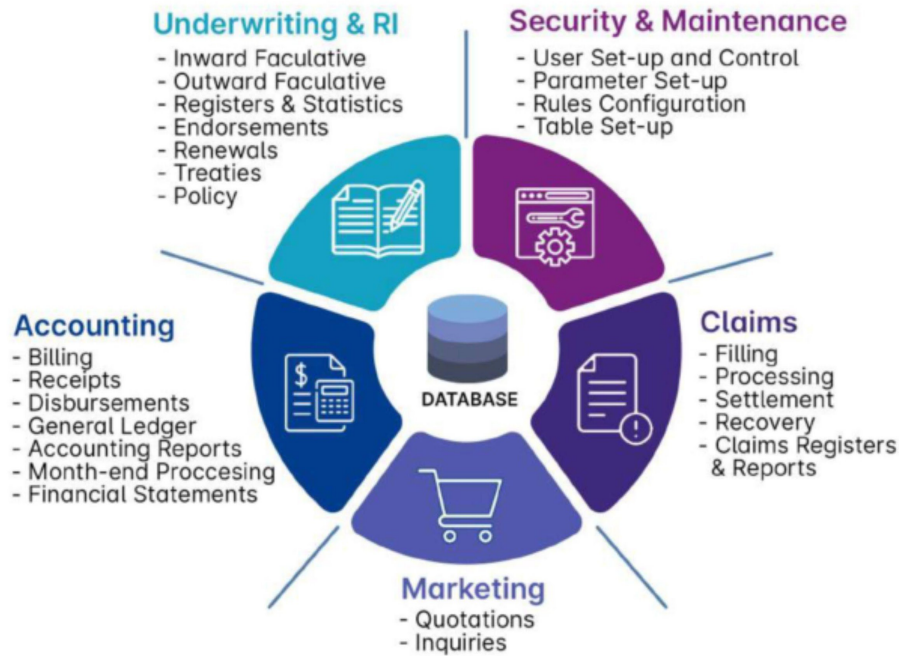 Underwriting & RI
- Inward Faculative
- Outward Faculative
- Registers & Statistics
- Endorsements
- Renewals
- Treaties
- Policy
Security & Maintenance
- User Set-up and Control
- Parameter Set-up
- Rules Configuration
- Table Set-up
Accounting
- Billing
- Receipts
- Disbursements
- General Ledger
- Accounting Reports
- Month-end Proccesing
- Financial Statements
$
DATABASE
Claims
- Filling
- Processing
- Settlement
- Recovery
- Claims Registers
& Reports
Marketing
- Quotations
- Inquiries